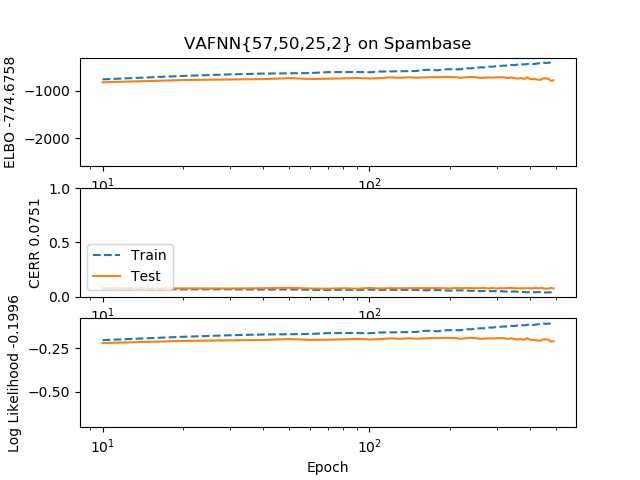 VAFNN{57,50,25,2} on Spambase
ELBO -774.6758
−1000
−2000
10¹
10²
CERR 0.0751
1.0
0.5
0.0
Train
Test
10¹
10²
Log Likelihood -0.1996
−0.25
−0.50
10¹
10²
Epoch